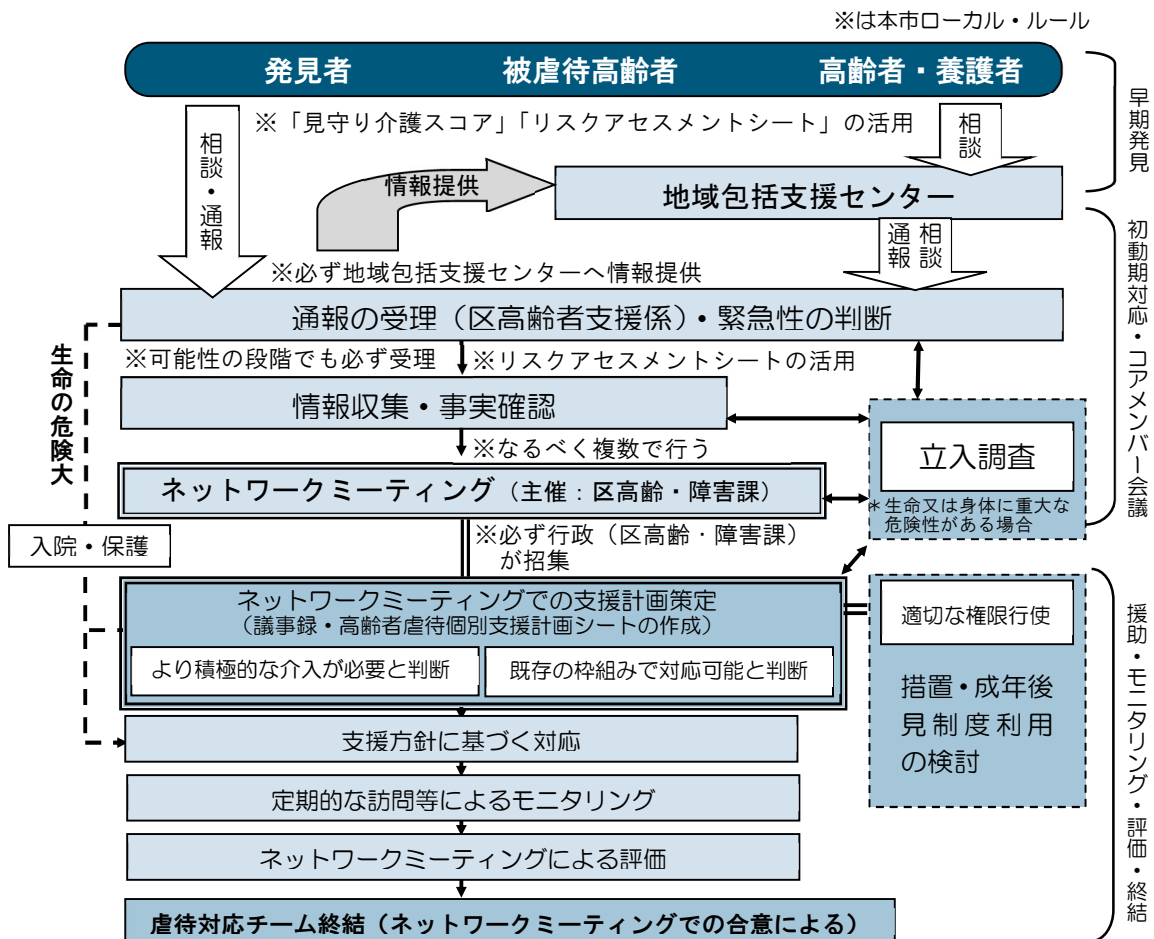 ※は本市ローカル・ルール
発見者 被虐待高齢者 高齢者・養護者
早期発見
※「見守り介護スコア」「リスクアセスメントシート」の活用
相談・通報
相談
情報提供
地域包括支援センター
相談
通報
※必ず地域包括支援センターへ情報提供
初動期対応・コアメンバー会議
通報の受理（区高齢者支援係）・緊急性の判断
生命の危険大
※可能性の段階でも必ず受理
※リスクアセスメントシートの活用
情報収集・事実確認
※なるべく複数で行う
立入調査
＊生命又は身体に重大な
危険性がある場合
ネットワークミーティング（主催：区高齢・障害課）
※必ず行政（区高齢・障害課）
が招集
入院・保護
ネットワークミーティングでの支援計画策定
（議事録・高齢者虐待個別支援計画シートの作成）
より積極的な介入が必要と判断
既存の枠組みで対応可能と判断
適切な権限行使
措置・成年後
見制度利用
の検討
援助・モニタリング・評価・終結
支援方針に基づく対応
定期的な訪問等によるモニタリング
ネットワークミーティングによる評価
虐待対応チーム終結（ネットワークミーティングでの合意による）